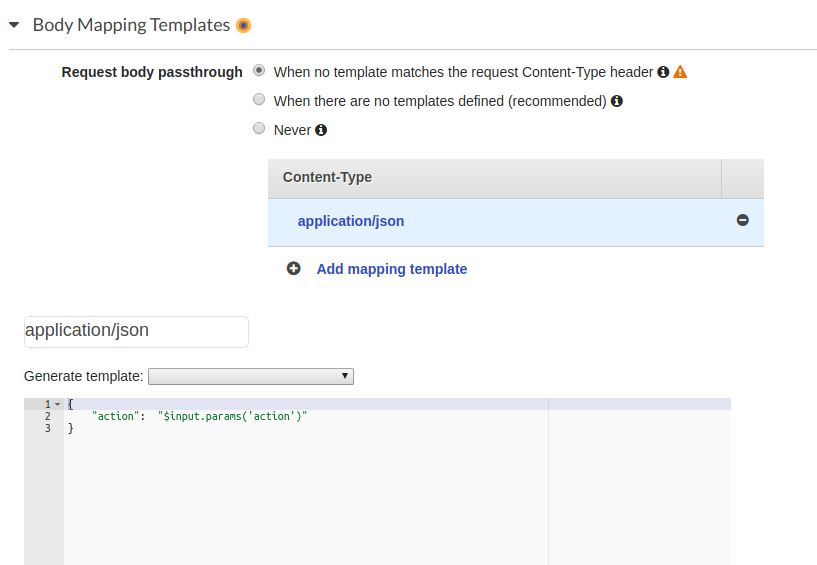 Body Mapping Templates
Request body passthrough
When no template matches the request Content-Type header
When there are no templates defined (recommended)
Never
Content-Type
application/json
Add mapping template
application/json
Generate template:
1 {
2 "action": "$input.params('action')"
3 }